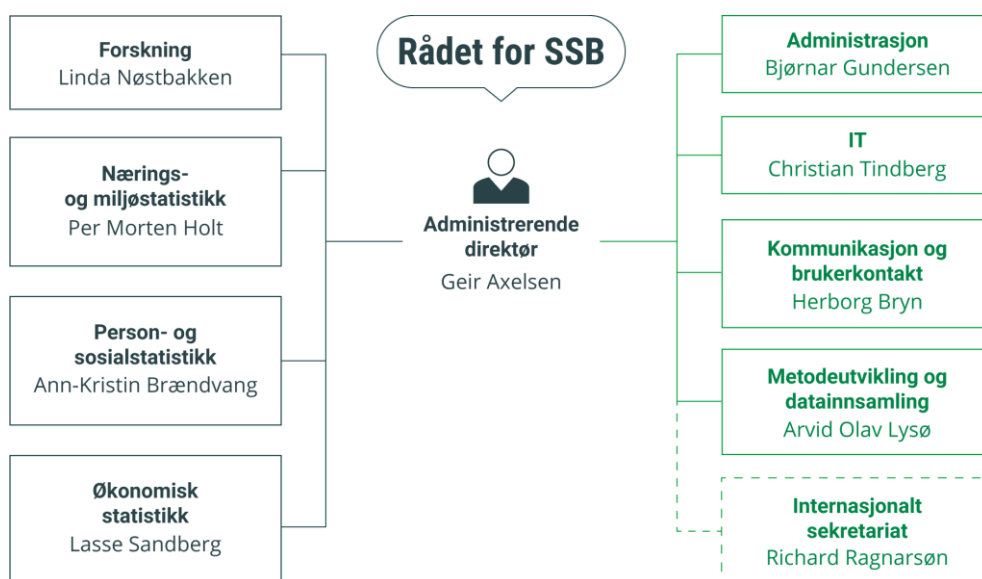 Rådet for SSB
Administrerende
direktør
Geir Axelsen
Forskning
Linda Nøstbakken
Nærings-
og miljøstatistikk
Per Morten Holt
Person- og
sosialstatistikk
Ann-Kristin Brændvang
Økonomisk
statistikk
Lasse Sandberg
Administrasjon
Bjørnar Gundersen
IT
Christian Tindberg
Kommunikasjon og
brukerkontakt
Herborg Bryn
Metodeutvikling og
datainnsamling
Arvid Olav Lysø
Internasjonalt
sekretariat
Richard Ragnarsøn